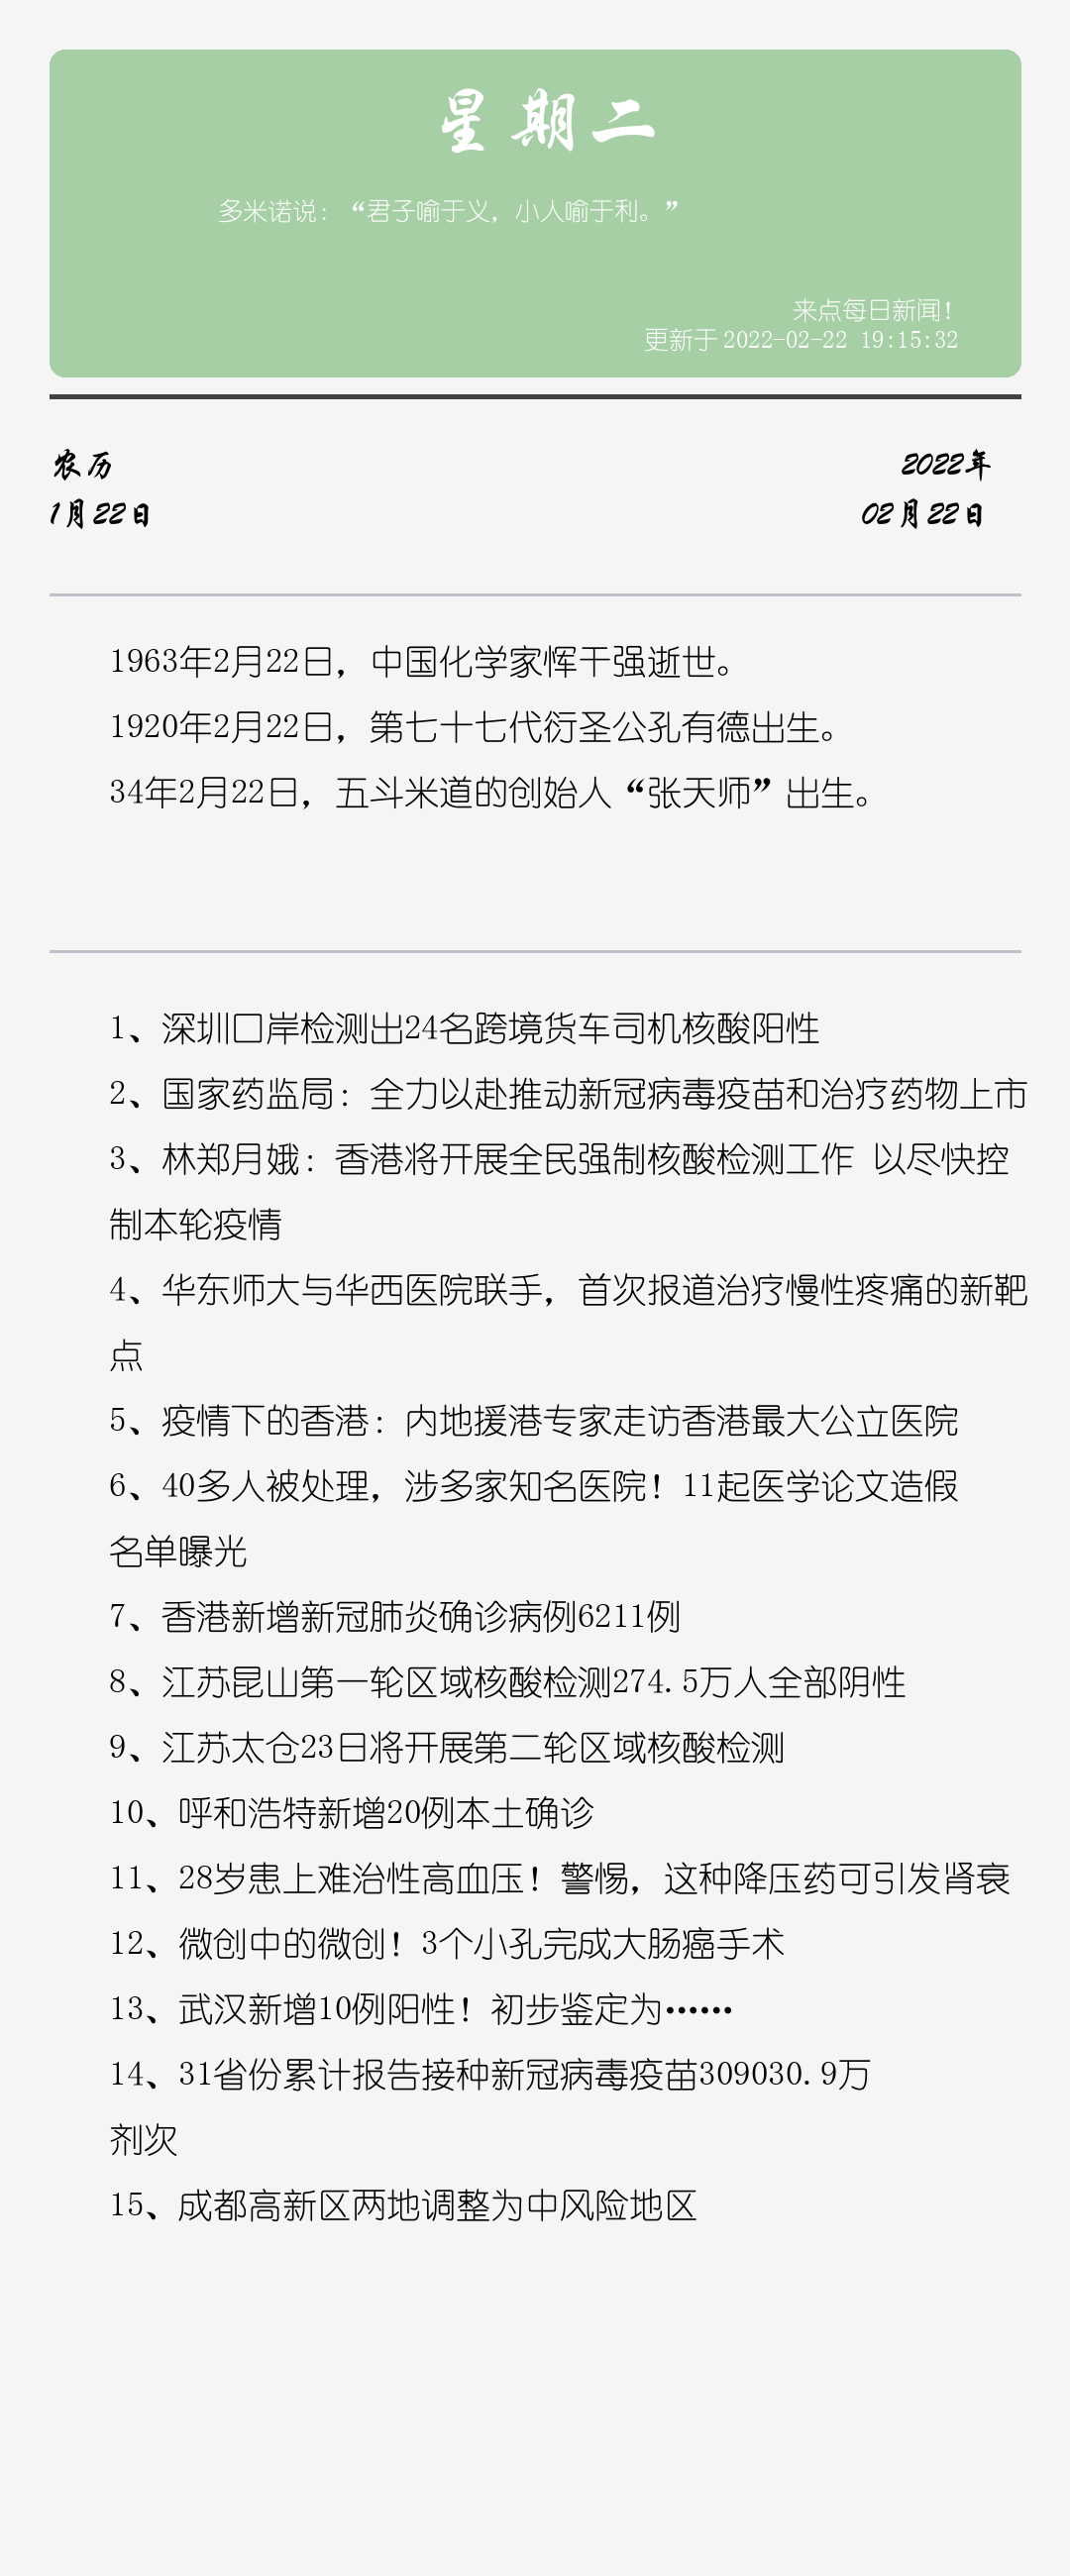 星期二
多米诺说：“君子喻于义，小人喻于利。”
来点每日新闻！
更新于 2022-02-22 19:15:32
农历
2022年
1月22日
02月22日
1963年2月22日，中国化学家恽干强逝世。
1920年2月22日，第七十七代衍圣公孔有德出生。
34年2月22日，五斗米道的创始人“张天师”出生。
1、深圳口岸检测出24名跨境货车司机核酸阳性
2、国家药监局：全力以赴推动新冠病毒疫苗和治疗药物上市
3、林郑月娥：香港将开展全民强制核酸检测工作 以尽快控
制本轮疫情
4、华东师大与华西医院联手，首次报道治疗慢性疼痛的新靶
点
5、疫情下的香港：内地援港专家走访香港最大公立医院
6、40多人被处理，涉多家知名医院！11起医学论文造假
名单曝光
7、香港新增新冠肺炎确诊病例6211例
8、江苏昆山第一轮区域核酸检测274.5万人全部阴性
9、江苏太仓23日将开展第二轮区域核酸检测
10、呼和浩特新增20例本土确诊
11、28岁患上难治性高血压！警惕，这种降压药可引发肾衰
12、微创中的微创！3个小孔完成大肠癌手术
13、武汉新增10例阳性！初步鉴定为……
14、31省份累计报告接种新冠病毒疫苗309030.9万
剂次
15、成都高新区两地调整为中风险地区